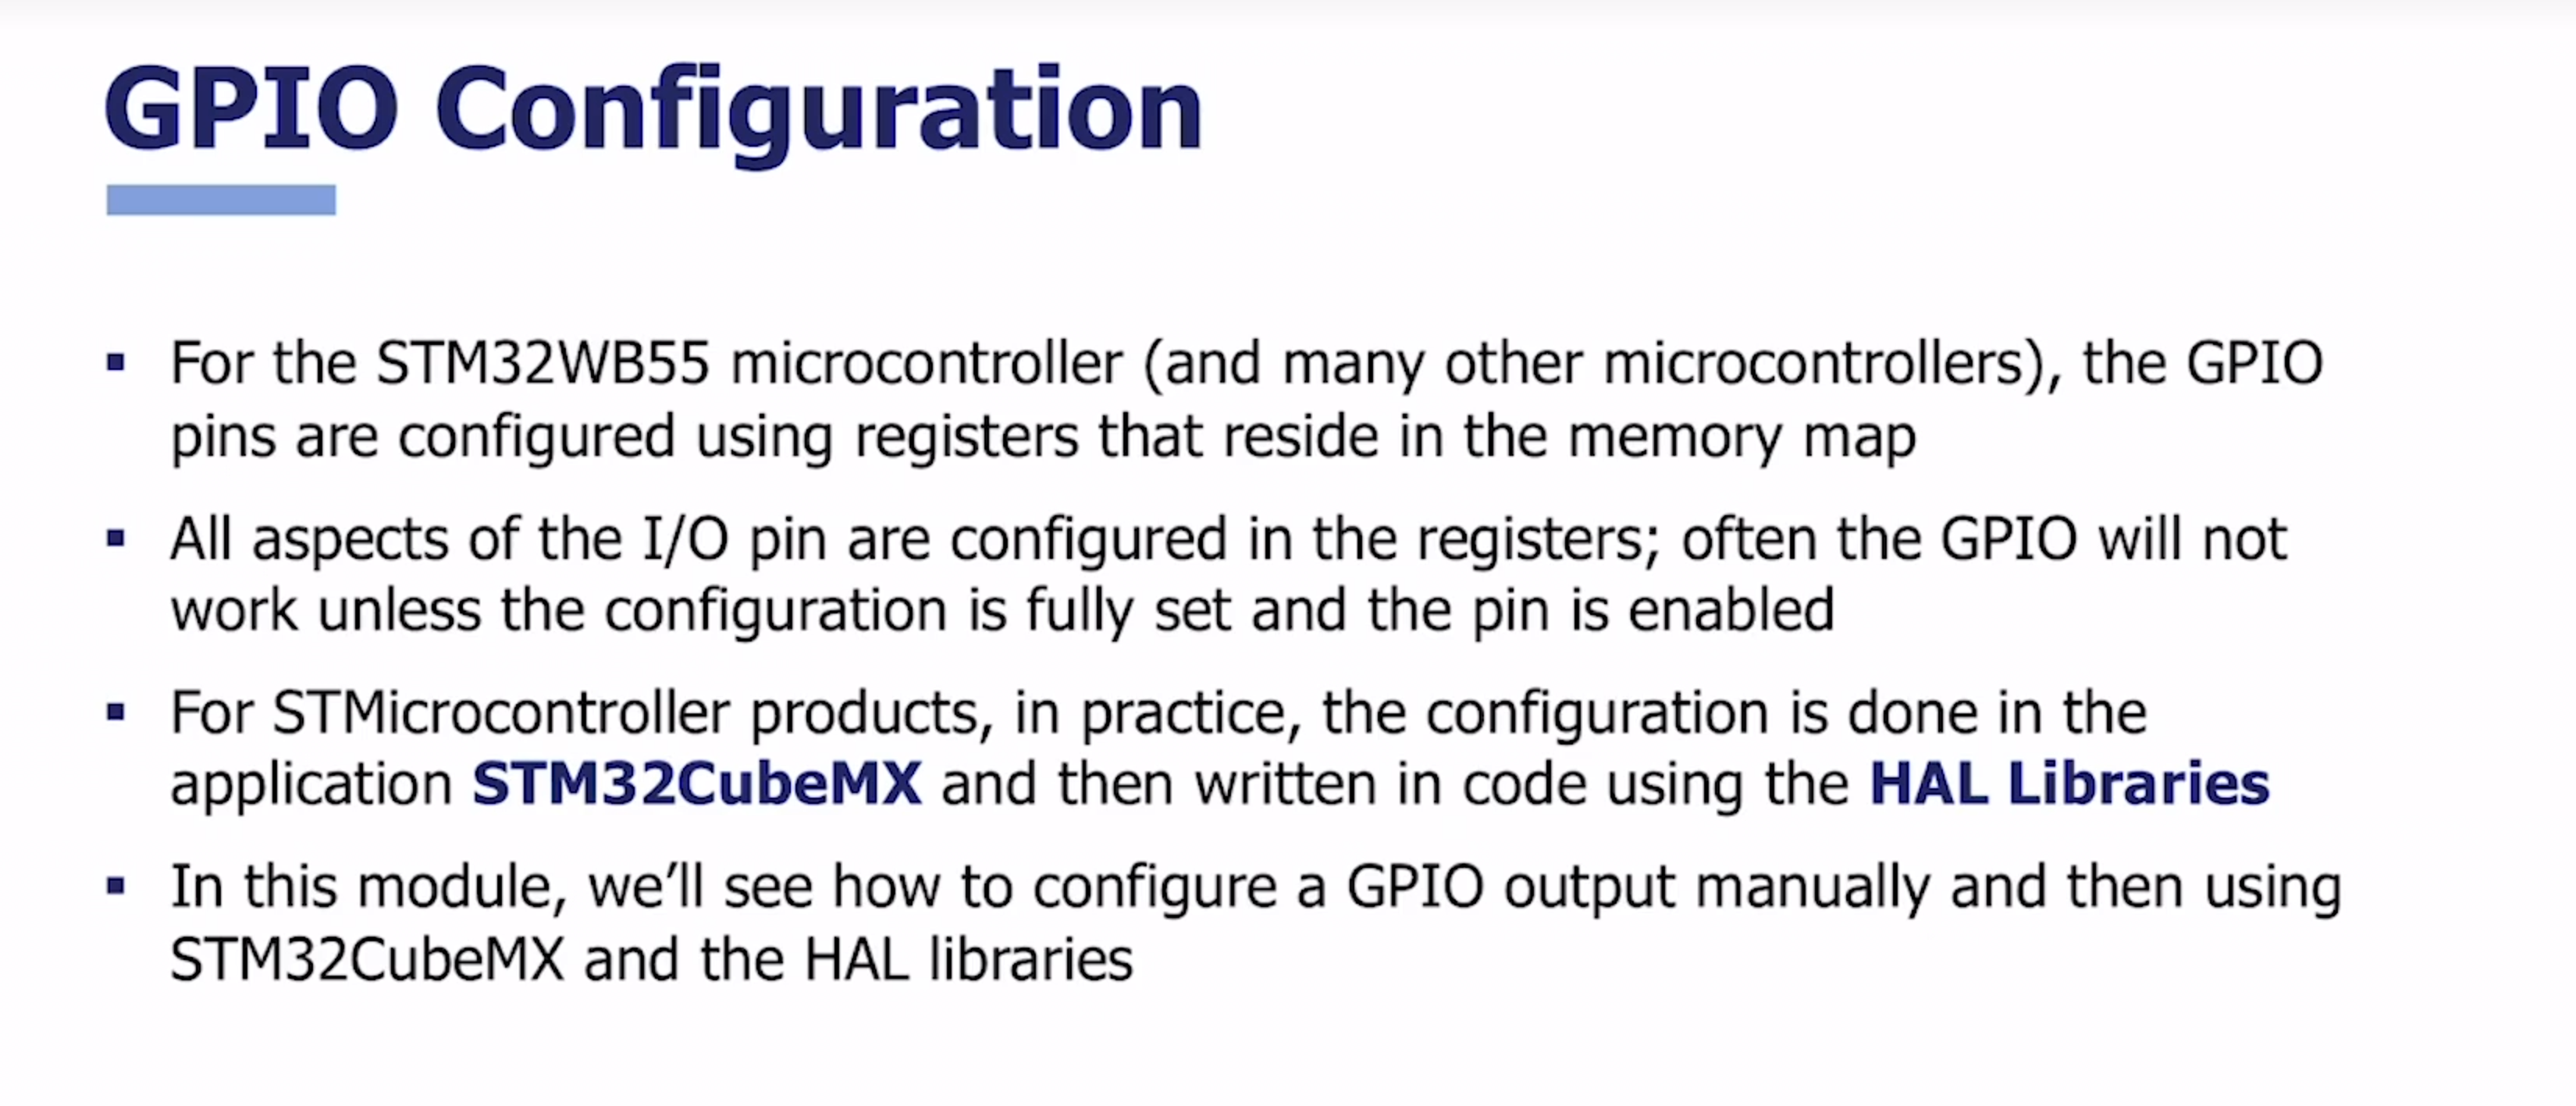 GPIO Configuration
▪ For the STM32WB55 microcontroller (and many other microcontrollers), the GPIO
pins are configured using registers that reside in the memory map
▪ All aspects of the I/O pin are configured in the registers; often the GPIO will not
work unless the configuration is fully set and the pin is enabled
▪ For STMicrocontroller products, in practice, the configuration is done in the
application STM32CubeMX and then written in code using the HAL Libraries
▪ In this module, we’ll see how to configure a GPIO output manually and then using
STM32CubeMX and the HAL libraries